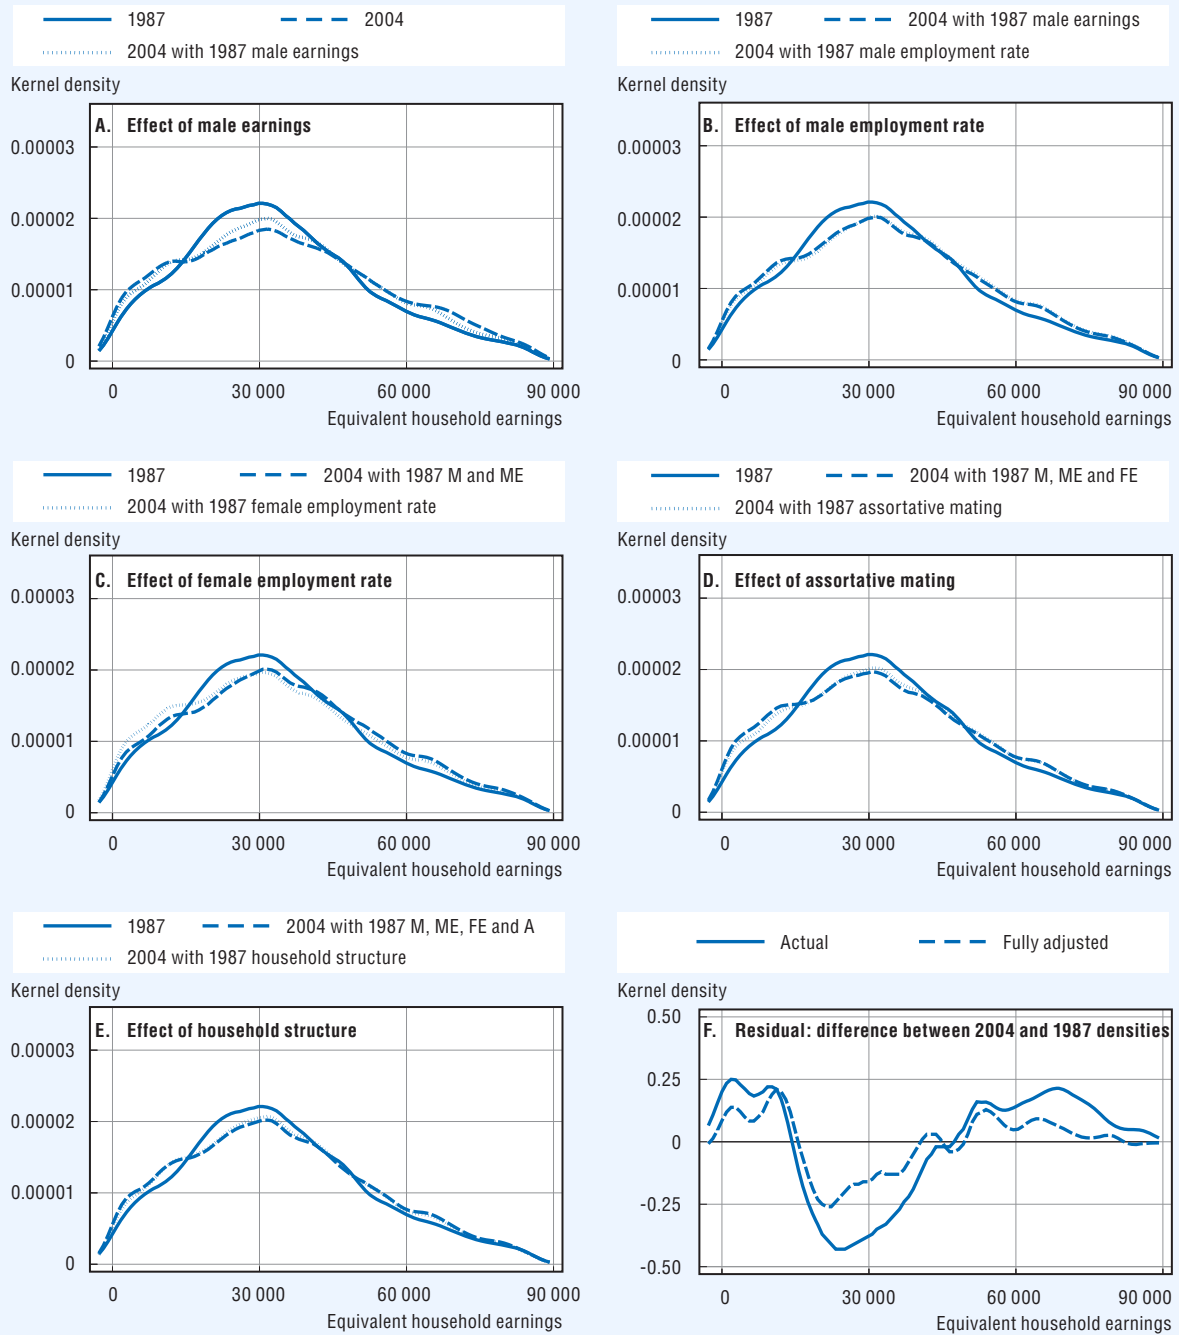 1987 2004
2004 with 1987 male earnings
Kernel density
A. Effect of male earnings
0.00003
0.00002
0.00001
0
0 30 000 60 000 90 000
Equivalent household earnings
1987 2004 with 1987 male earnings
2004 with 1987 male employment rate
Kernel density
B. Effect of male employment rate
0.00003
0.00002
0.00001
0
0 30 000 60 000 90 000
Equivalent household earnings
1987 2004 with 1987 M and ME
2004 with 1987 female employment rate
Kernel density
C. Effect of female employment rate
0.00003
0.00002
0.00001
0
0 30 000 60 000 90 000
Equivalent household earnings
1987 2004 with 1987 M, ME and FE
2004 with 1987 assortative mating
Kernel density
D. Effect of assortative mating
0.00003
0.00002
0.00001
0
0 30 000 60 000 90 000
Equivalent household earnings
1987 2004 with 1987 M, ME, FE and A
2004 with 1987 household structure
Kernel density
E. Effect of household structure
0.00003
0.00002
0.00001
0
0 30 000 60 000 90 000
Equivalent household earnings
Actual Fully adjusted
Kernel density
0.50
F. Residual: difference between 2004 and 1987 densities
0.25
0
-0.25
-0.50
0 30 000 60 000 90 000
Equivalent household earnings